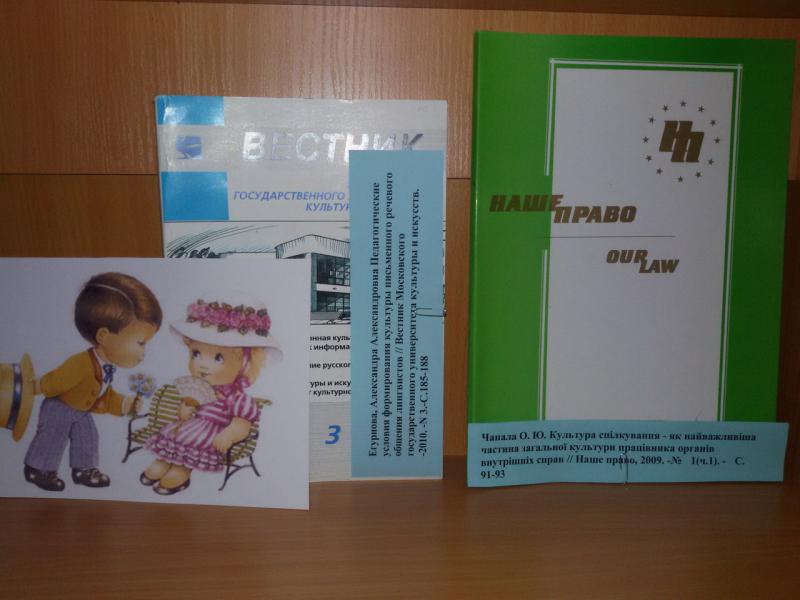 ВЕСТНИК
ГОСУДАРСТВЕННОГО
КУЛЬТУР
3
Егурнова, Александра Александровна Педагогические
условия формирования культуры письменного речевого
общения лингвистов // Вестник Московского
государственного университета культуры и искусств.
-2010. -N 3.-С.185-188
НП
НАШЕ
ПРАВО
OUR
LAW
Чапала О. Ю. Культура спілкування - як найважливіша
частина загальної культури працівника органів
внутрішніх справ // Наше право, 2009. -№ 1(ч.1). - С.
91-93